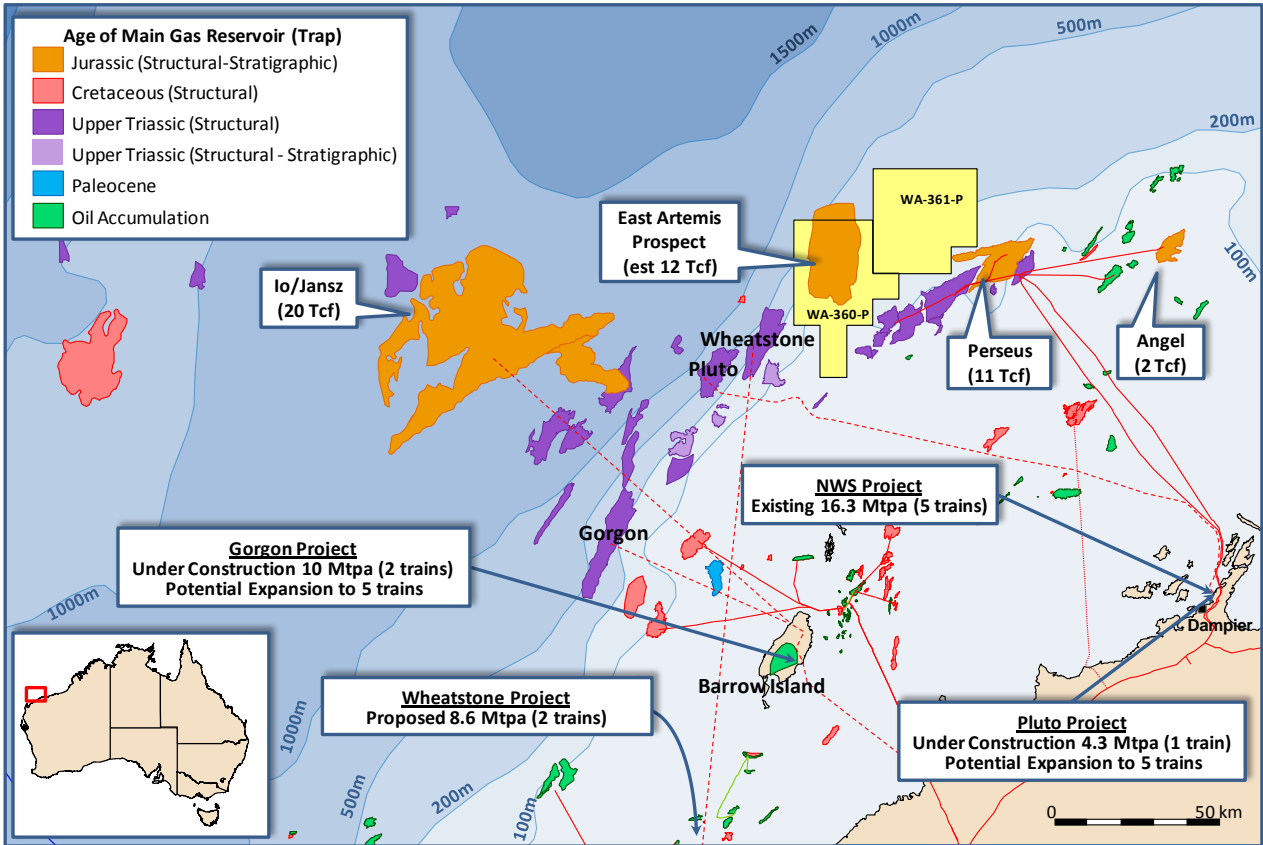 Age of Main Gas Reservoir (Trap)
Jurassic (Structural-Stratigraphic)
Cretaceous (Structural)
Upper Triassic (Structural)
Upper Triassic (Structural - Stratigraphic)
Paleocene
Oil Accumulation
1500m
1000m
500m
200m
100m
WA-361-P
East Artemis
Prospect
(est 12 Tcf)
WA-360-P
Io/Jansz
(20 Tcf)
Wheatstone
Pluto
Perseus
(11 Tcf)
Angel
(2 Tcf)
NWS Project
Existing 16.3 Mtpa (5 trains)
Gorgon
Gorgon Project
Under Construction 10 Mtpa (2 trains)
Potential Expansion to 5 trains
1000m
Dampier
Barrow Island
Wheatstone Project
Proposed 8.6 Mtpa (2 trains)
Pluto Project
Under Construction 4.3 Mtpa (1 train)
Potential Expansion to 5 trains
1000m
500m
200m
100m
0 50 km